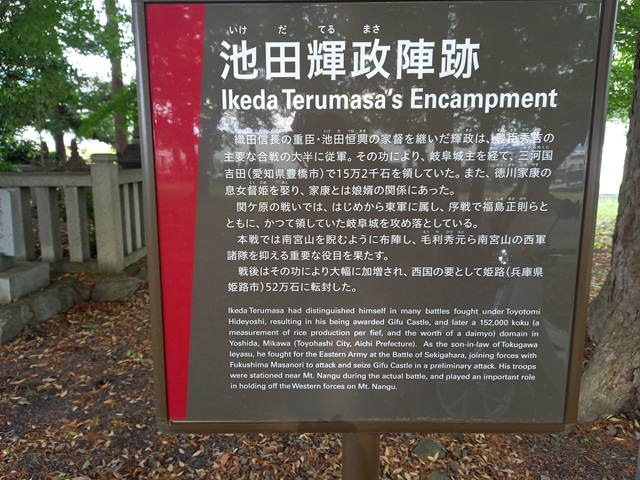 いけ だ てる まさ
池田輝政陣跡
Ikeda Terumasa's Encampment
織田信長の重臣・池田恒興の家督を継いだ輝政は、豊臣秀吉の
主要な合戦の大半に従軍。その功により、岐阜城主を経て、三河国
吉田(愛知県豊橋市)で15万2千石を領していた。また、徳川家康の
息女督姫を娶り、家康とは娘婿の関係にあった。
関ケ原の戦いでは、はじめから東軍に属し、序戦で福島正則らと
ともに、かつて領していた岐阜城を攻め落としている。
本戦では南宮山を睨むように布陣し、毛利秀元ら南宮山の西軍
諸隊を抑える重要な役目を果たす。
戦後はその功により大幅に加増され、西国の要として姫路(兵庫県
姫路市)52万石に転封した。
Ikeda Terumasa had distinguished himself in many battles fought under Toyotomi
Hideyoshi, resulting in his being awarded Gifu Castle, and later a 152,000 koku (a
measurement of rice production per fief, and the worth of a daimyo) domain in
Yoshida, Mikawa (Toyohashi City, Aichi Prefecture). As the son-in-law of Tokugawa
Ieyasu, he fought for the Eastern Army at the Battle of Sekigahara, joining forces with
Fukushima Masanori to attack and seize Gifu Castle in a preliminary attack. His troops
were stationed near Mt. Nangu during the actual battle, and played an important role
in holding off the Western forces on Mt. Nangu.